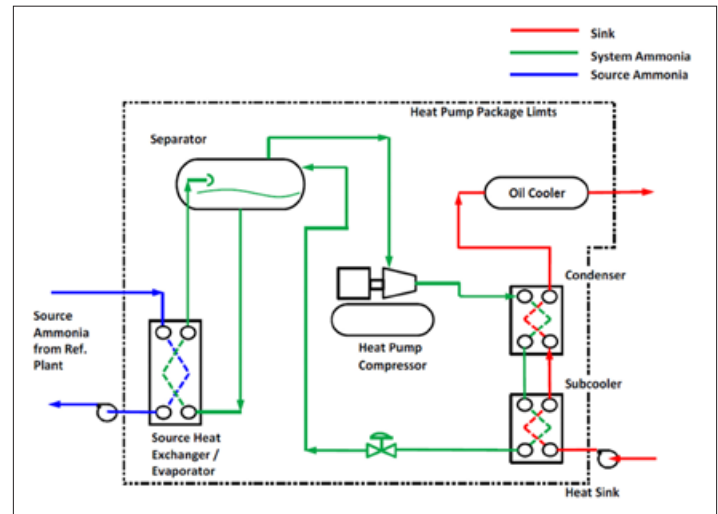 Sink
System Ammonia
Source Ammonia
Heat Pump Package Limts
Separator
Oil Cooler
Condenser
Source
Ammonia
from Ref.
Plant
Heat Pump
Compressor
Subcooler
Source Heat
Exchanger /
Evaporator
Heat Sink